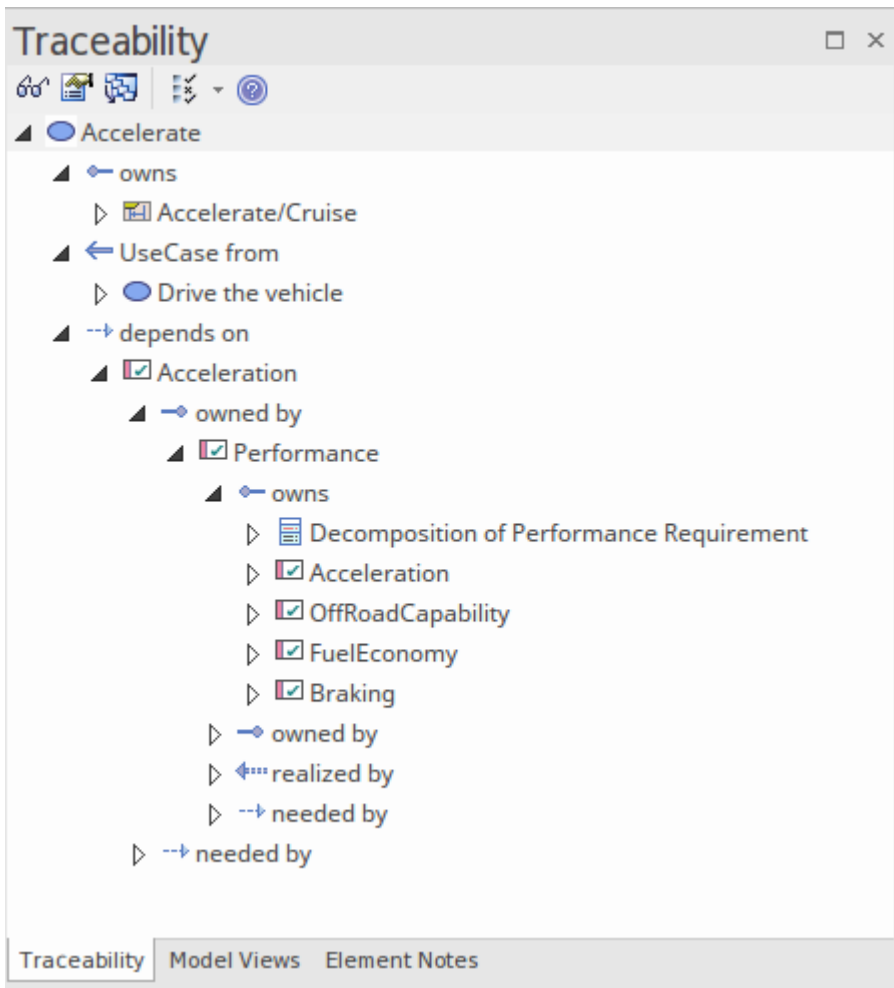 Traceability
Accelerate
owns
Accelerate/Cruise
UseCase from
Drive the vehicle
depends on
Acceleration
owned by
Performance
owns
Decomposition of Performance Requirement
Acceleration
OffRoadCapability
FuelEconomy
Braking
owned by
realized by
needed by
needed by
Traceability Model Views Element Notes